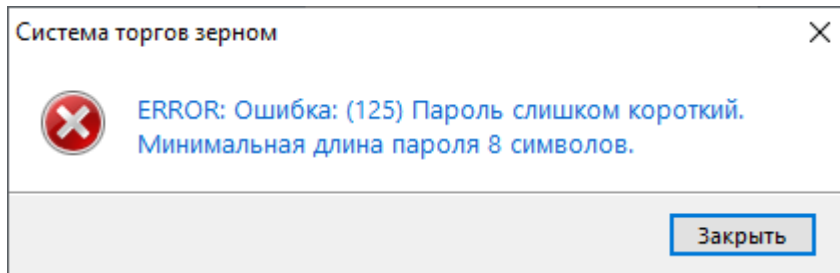 Система торгов зерном
ERROR: Ошибка: (125) Пароль слишком короткий.
Минимальная длина пароля 8 символов.
Закрыть